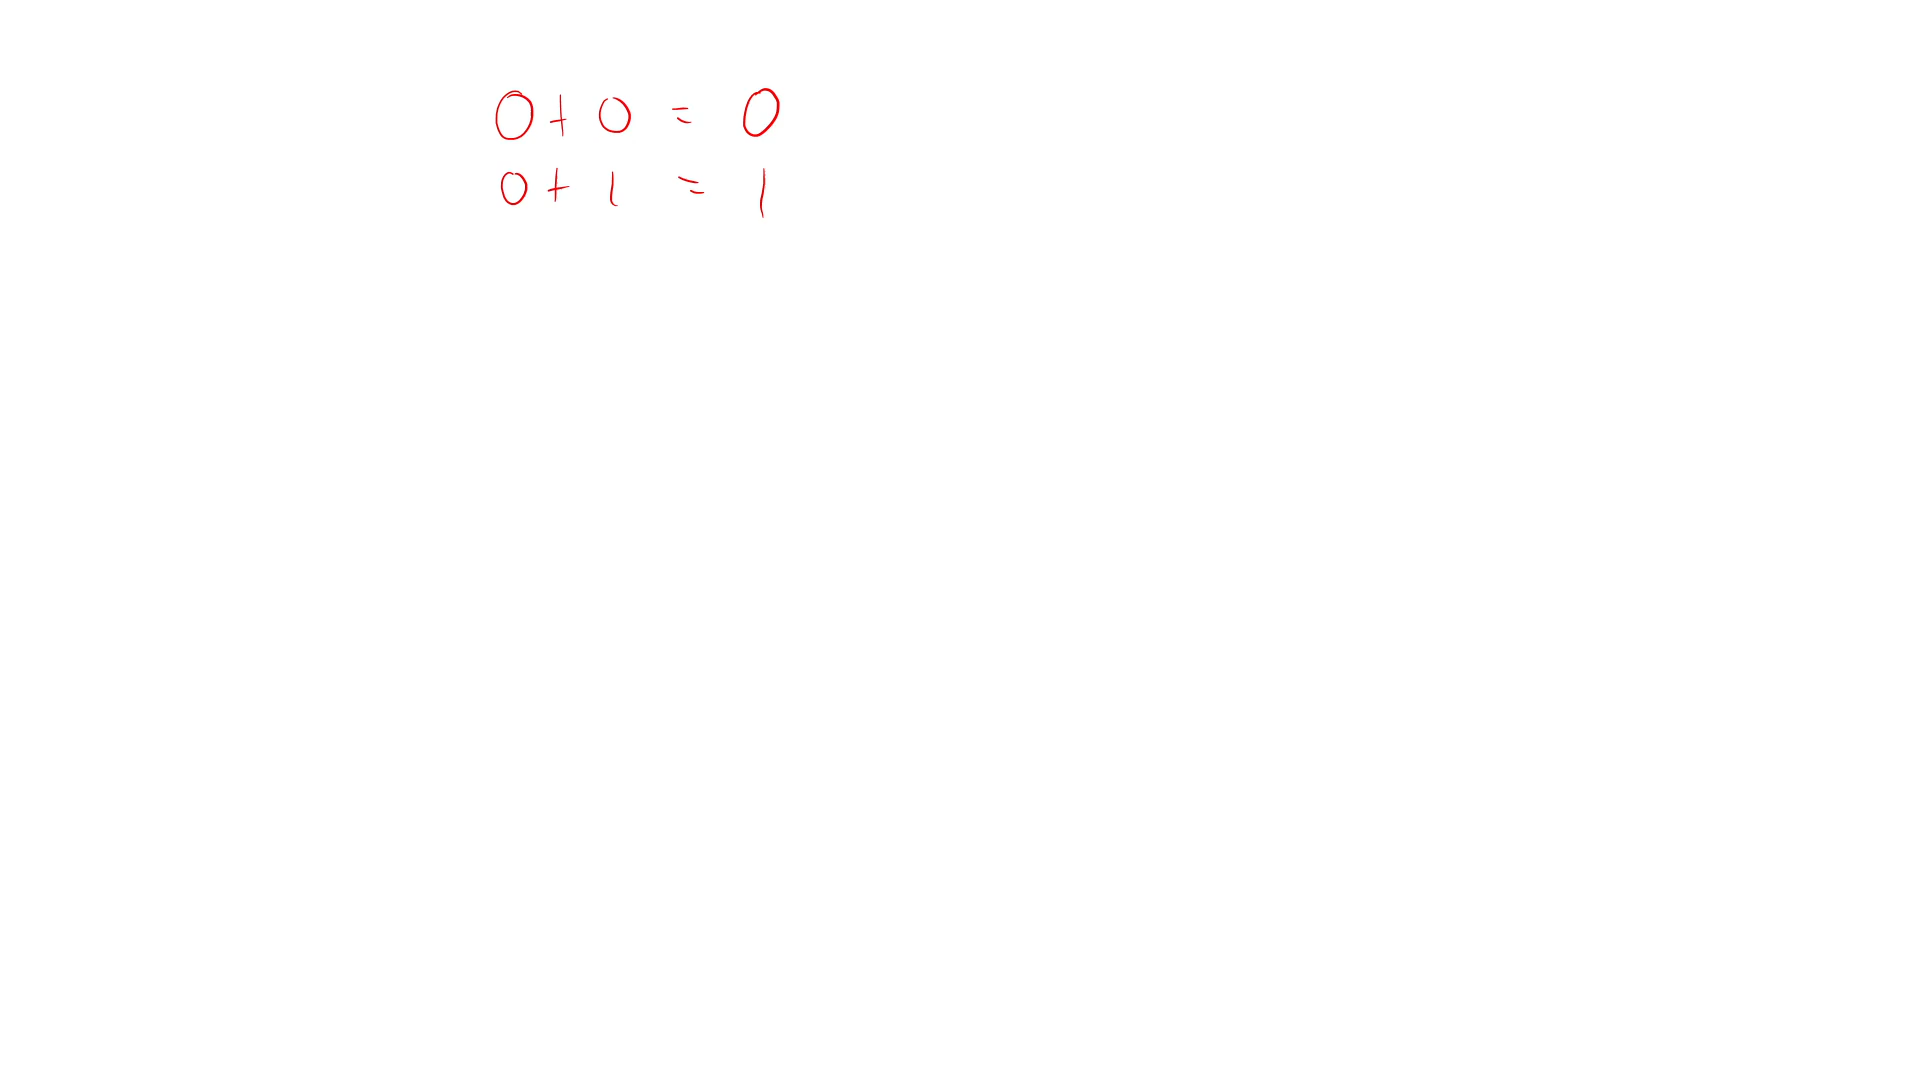 0 + 0 = 0
0 + 1 = 1